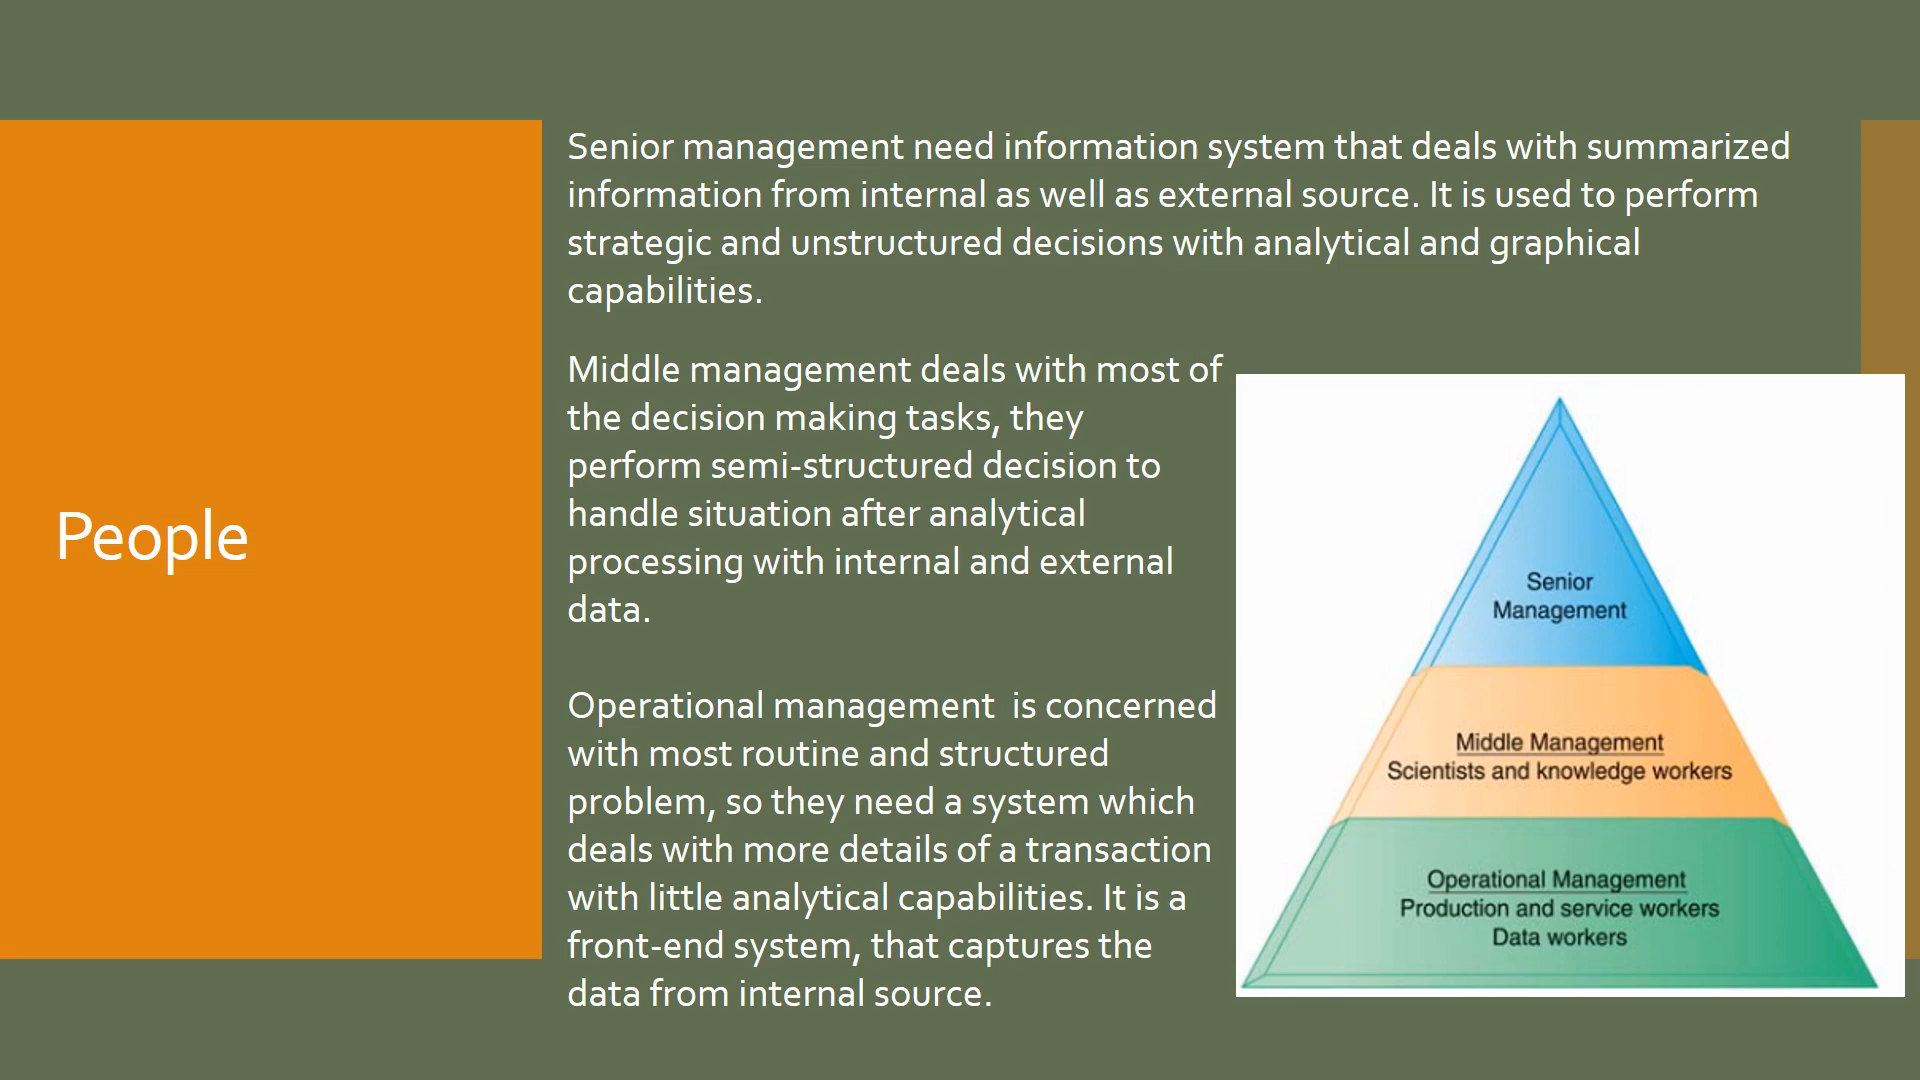 People
Senior management need information system that deals with summarized
information from internal as well as external source. It is used to perform
strategic and unstructured decisions with analytical and graphical
capabilities.
Middle management deals with most of
the decision making tasks, they
perform semi-structured decision to
handle situation after analytical
processing with internal and external
data.
Operational management  is concerned
with most routine and structured
problem, so they need a system which
deals with more details of a transaction
with little analytical capabilities. It is a
front-end system, that captures the
data from internal source.
Senior
Management
Middle Management
Scientists and knowledge workers
Operational Management
Production and service workers
Data workers